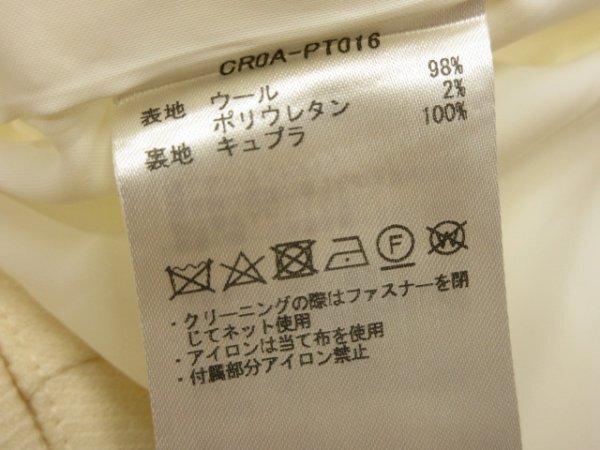 CR0A-PT016
表地 ウール 98%
ポリウレタン 2%
裏地 キュプラ 100%
F W
・クリーニングの際はファスナーを閉
じてネット使用
・アイロンは当て布を使用
・付属部分アイロン禁止